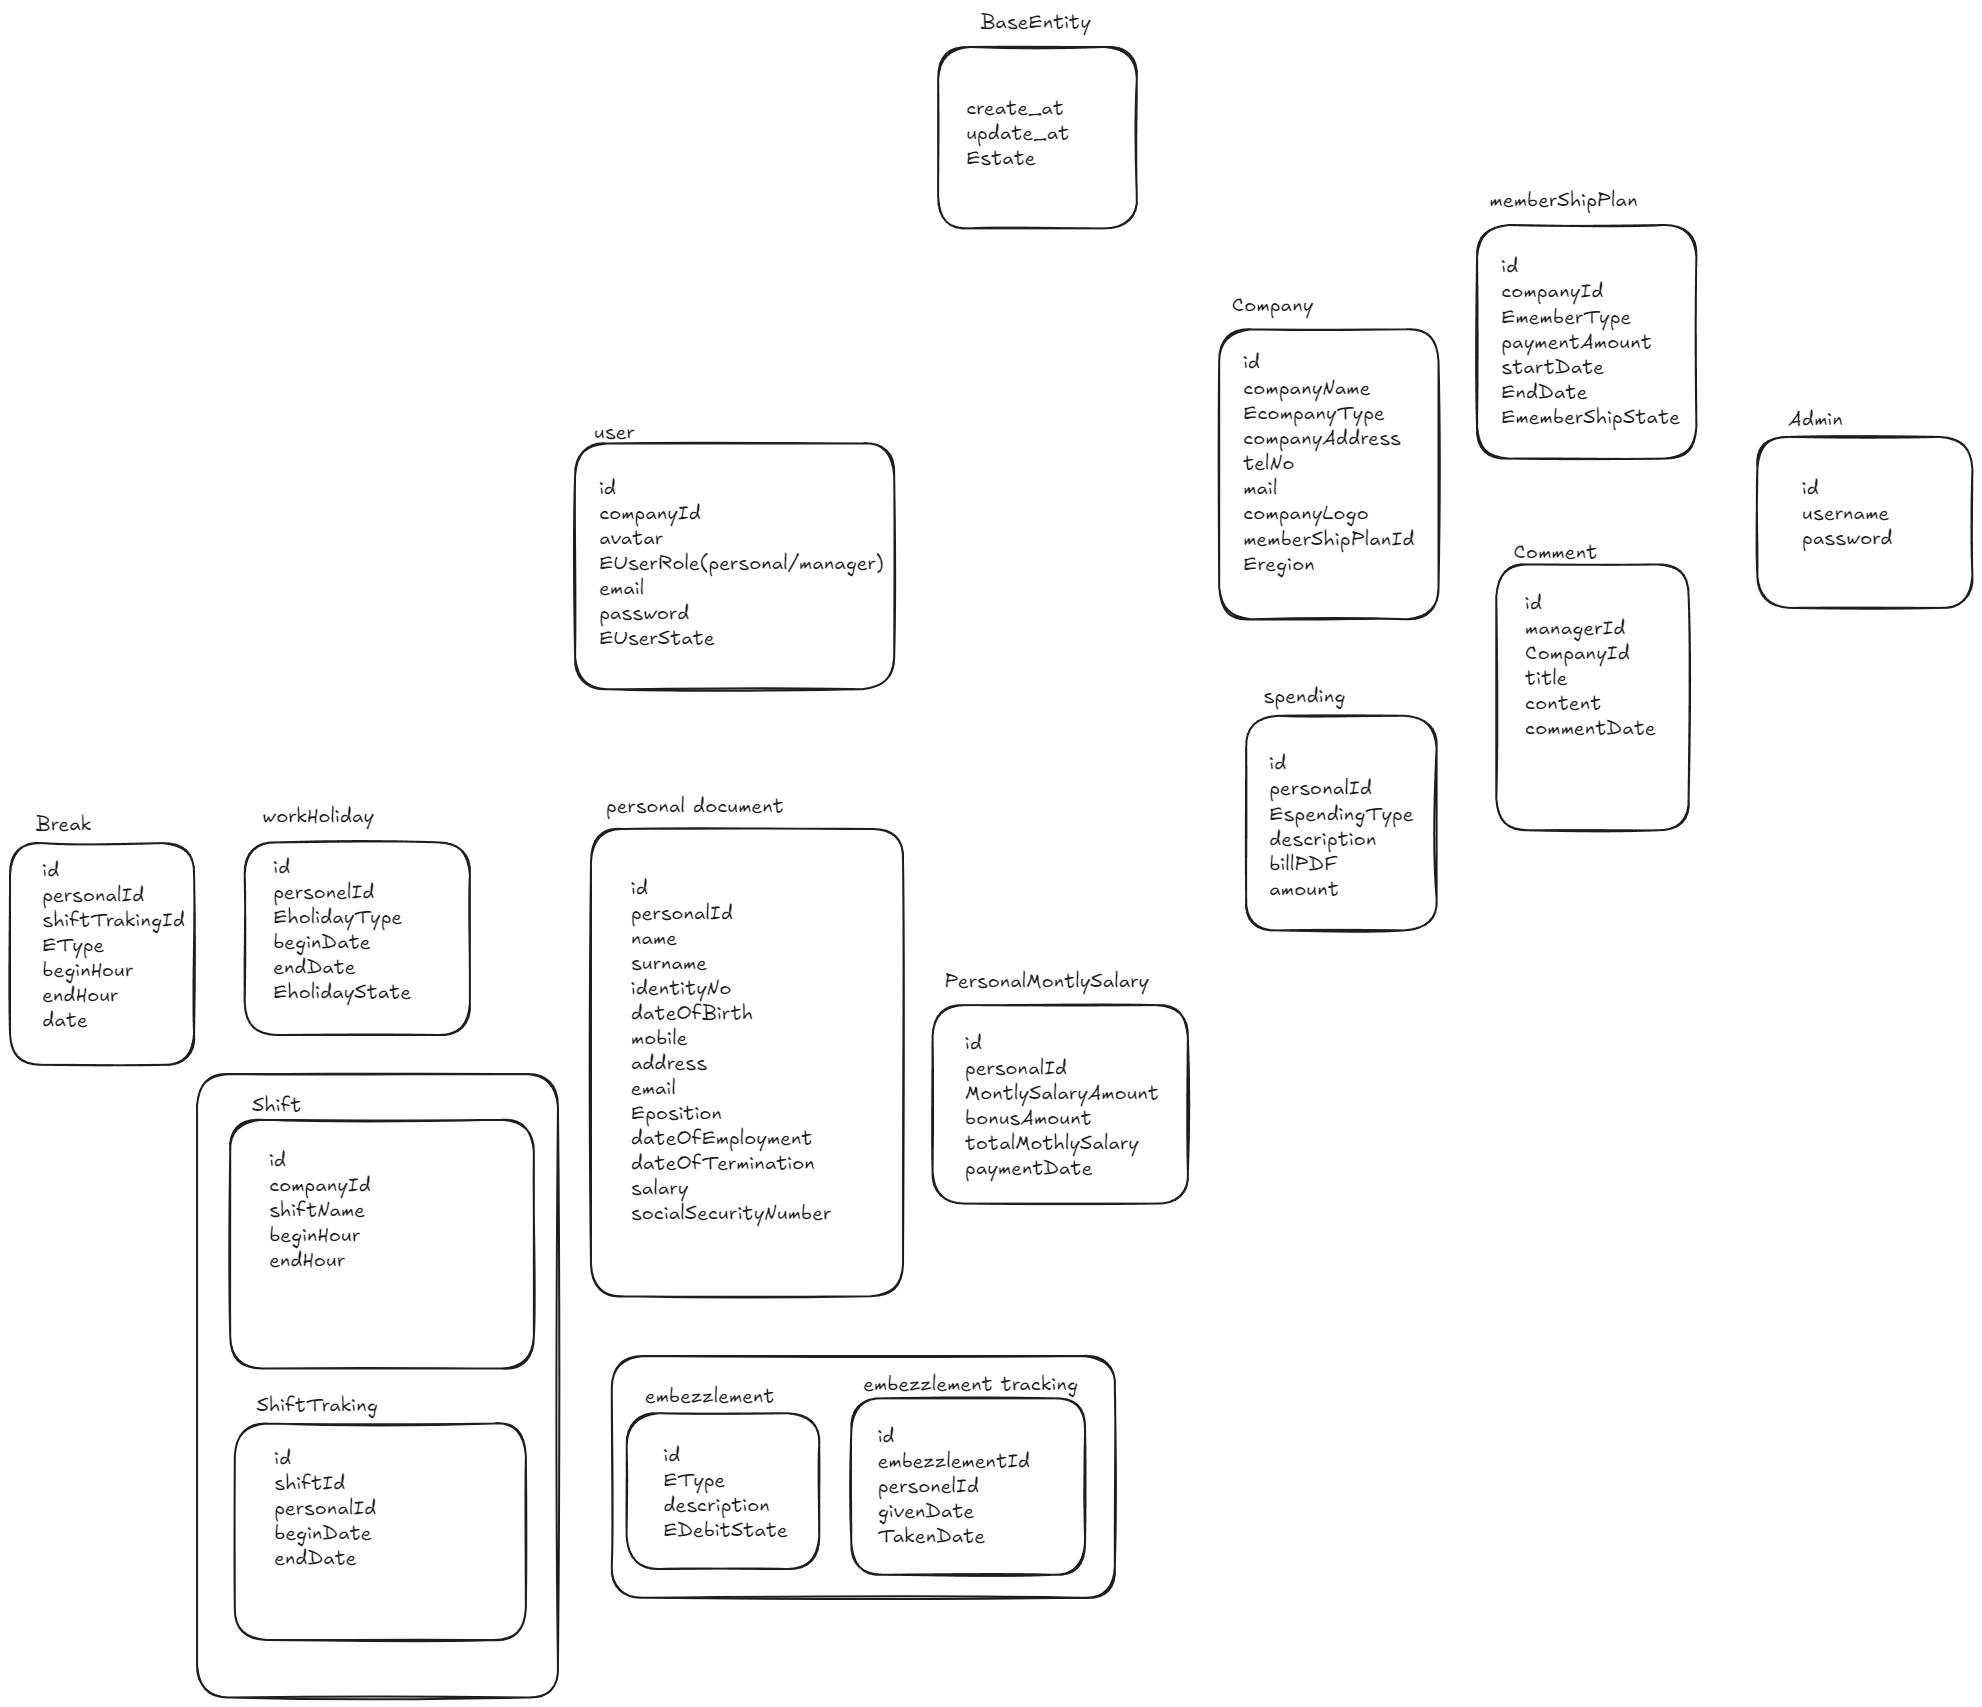 BaseEntity
create_at
update_at
Estate
memberShipPlan
id
companyId
EmemberType
paymentAmount
startDate
EndDate
EmemberShipState
Company
id
companyName
EcompanyType
companyAddress
telNo
mail
companyLogo
memberShipPlanId
Eregion
Admin
id
username
password
user
id
companyId
avatar
EUserRole(personal/manager)
email
password
EUserState
Comment
id
managerId
CompanyId
title
content
commentDate
spending
id
personalId
EspendingType
description
billPDF
amount
Break
id
personalId
shiftTrakingId
EType
beginHour
endHour
date
workHoliday
id
personelId
EholidayType
beginDate
endDate
EholidayState
personal document
id
personalId
name
surname
identityNo
dateOfBirth
mobile
address
email
Eposition
dateOfEmployment
dateOfTermination
salary
socialSecurityNumber
PersonalMontlySalary
id
personalId
MontlySalaryAmount
bonusAmount
totalMothlySalary
paymentDate
Shift
id
companyId
shiftName
beginHour
endHour
ShiftTraking
id
shiftId
personalId
beginDate
endDate
embezzlement
id
EType
description
EDebitState
embezzlement tracking
id
embezzlementId
personelId
givenDate
TakenDate